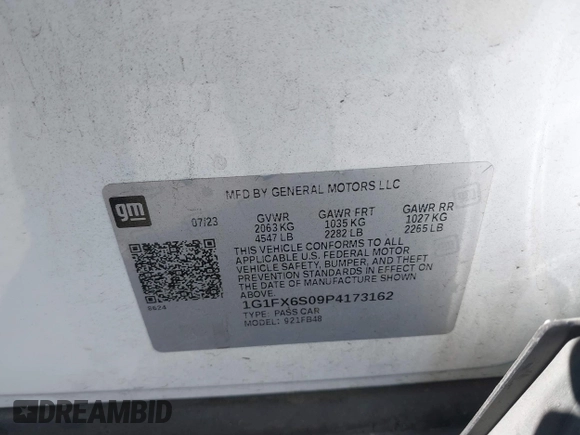 gm
MFD BY GENERAL MOTORS LLC
07/23 GVWR GAWR FRT GAWR RR
2063 KG 1035 KG 1027 KG
4547 LB 2282 LB 2265 LB
THIS VEHICLE CONFORMS TO ALL
APPLICABLE U.S. FEDERAL MOTOR
VEHICLE SAFETY, BUMPER, AND THEFT
PREVENTION STANDARDS IN EFFECT ON
THE DATE OF MANUFACTURE SHOWN
ABOVE.
1G1FX6S09P4173162
TYPE: PASS CAR
MODEL: 921FB48
DREAMBID